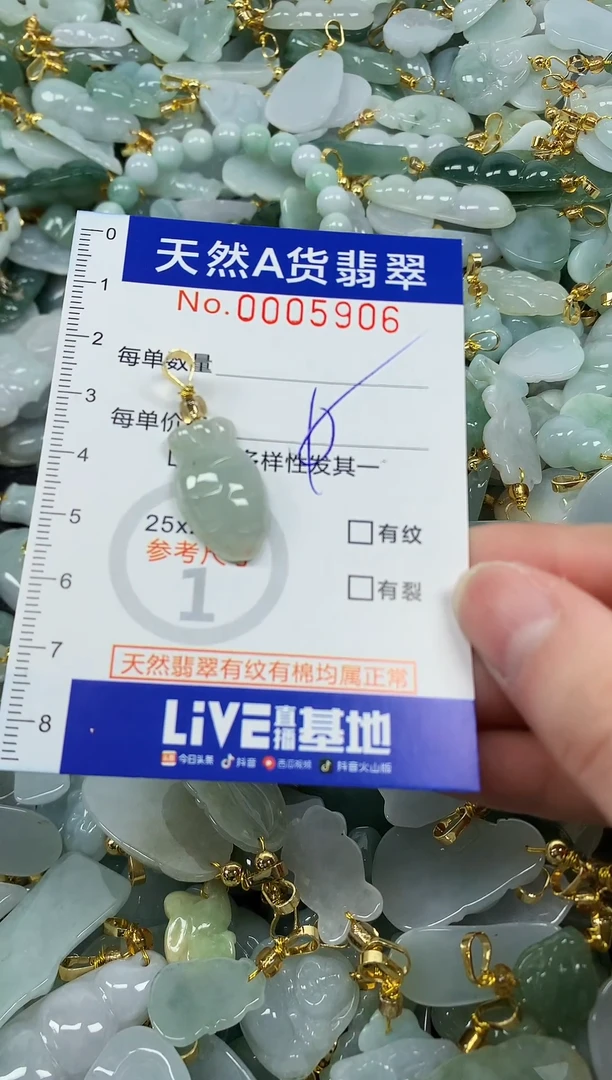 0
天然A货翡翠
1
No.0005906
2
每单数量
3
每单价
4
L 多样性发其一
5
25x
有纹
参考尺寸
6
1
有裂
7
天然翡翠有纹有棉均属正常
8
LiVE直播基地
今日头条 抖音 西瓜视频 抖音火山版